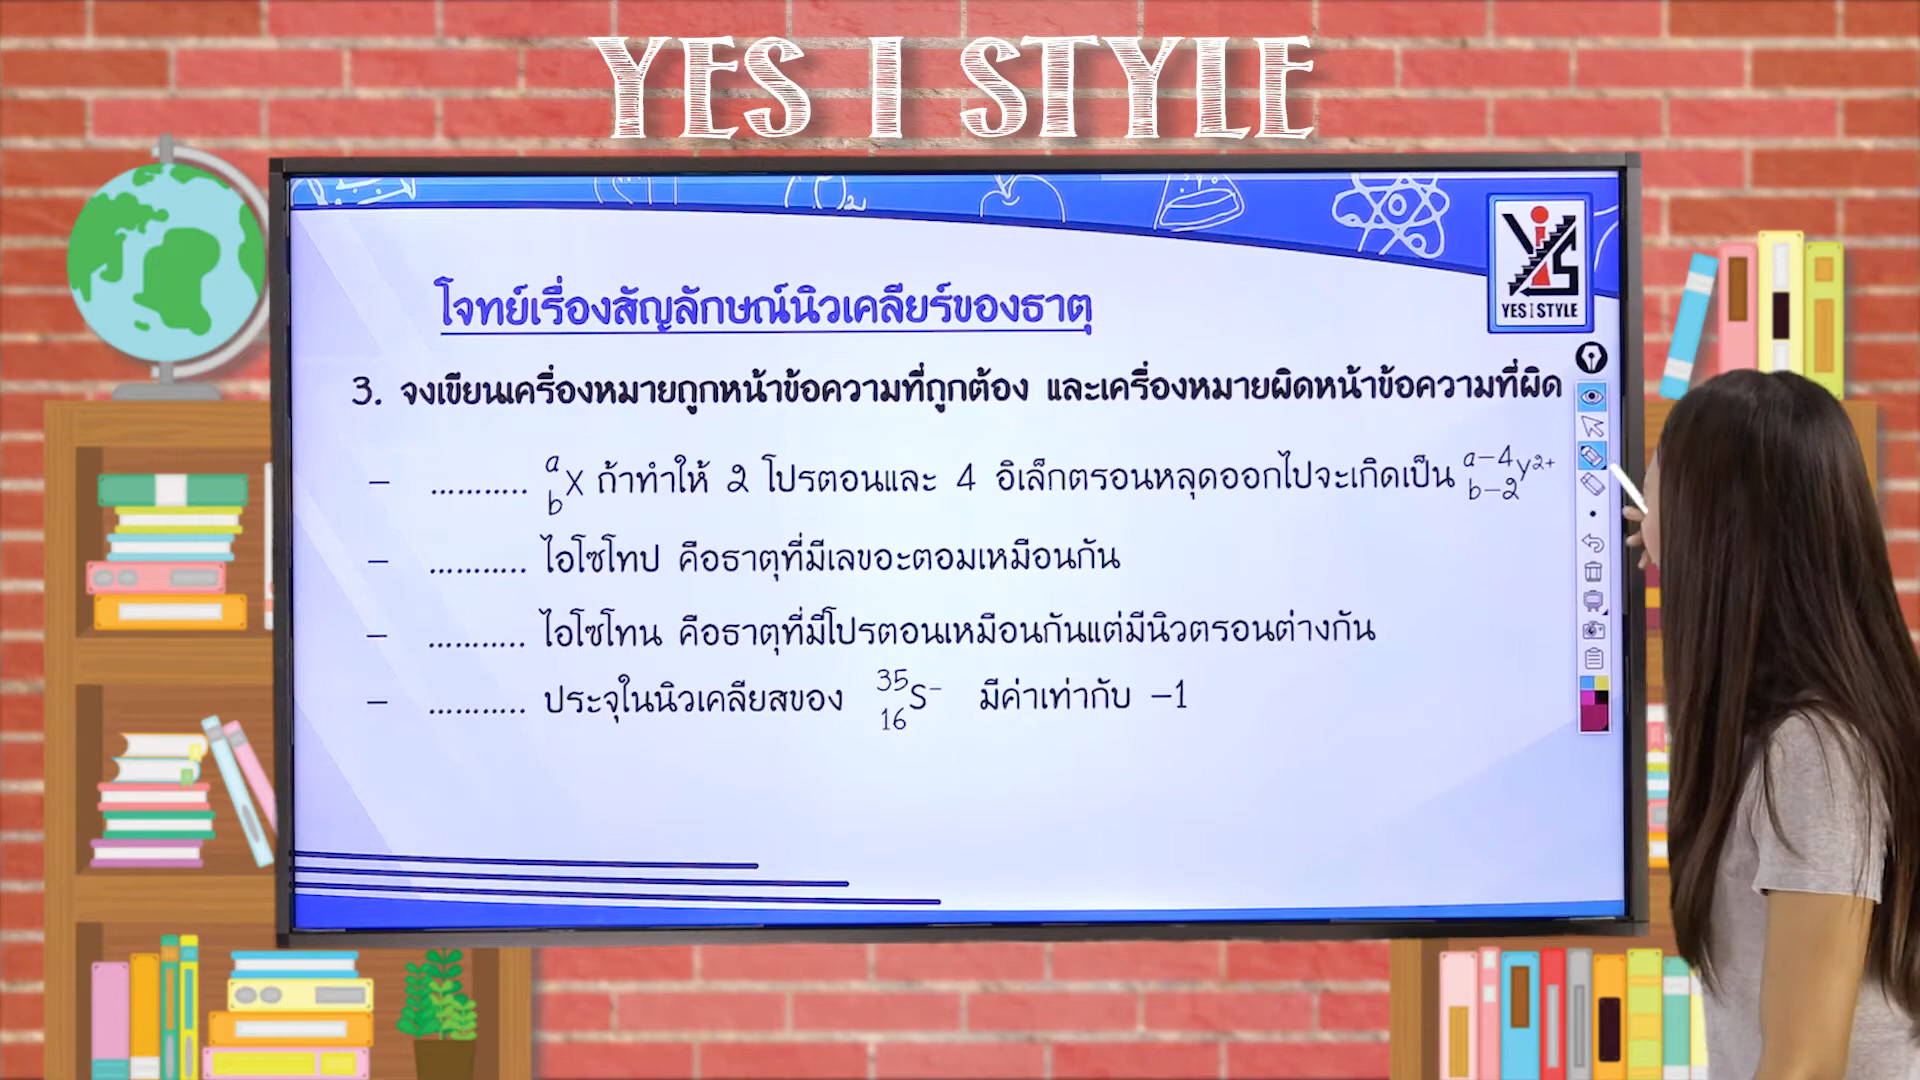 YES I STYLE
YES I STYLE
โจทย์เรื่องสัญลักษณ์นิวเคลียร์ของธาตุ
3. จงเขียนเครื่องหมายถูกหน้าข้อความที่ถูกต้อง และเครื่องหมายผิดหน้าข้อความที่ผิด
- ........... ᵃ_b X ถ้าทำให้ 2 โปรตอนและ 4 อิเล็กตรอนหลุดออกไปจะเกิดเป็น ᵃ⁻⁴_b-2 y²⁺
- ........... ไอโซโทป คือธาตุที่มีเลขอะตอมเหมือนกัน
- ........... ไอโซโทน คือธาตุที่มีโปรตอนเหมือนกันแต่มีนิวตรอนต่างกัน
- ........... ประจุในนิวเคลียสของ ³⁵₁₆S⁻ มีค่าเท่ากับ -1